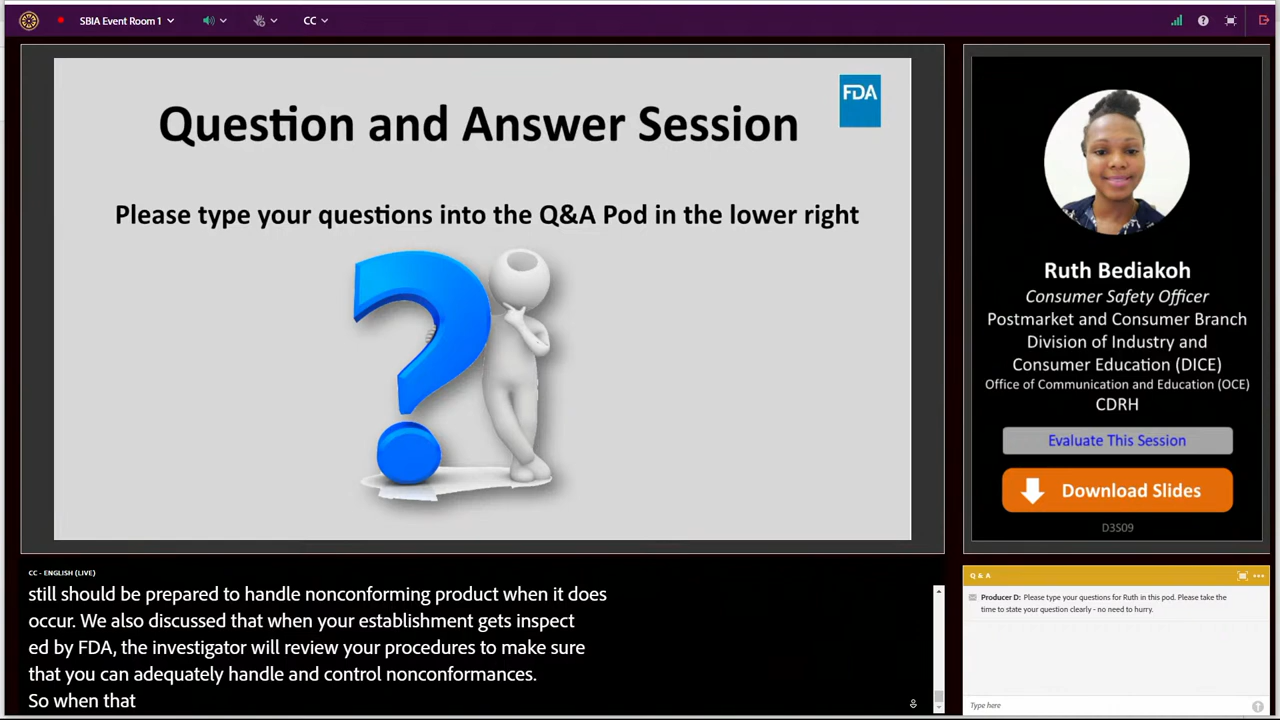 SBIA Event Room 1
CC
FDA
Question and Answer Session
Please type your questions into the Q&A Pod in the lower right
Ruth Bediakoh
Consumer Safety Officer
Postmarket and Consumer Branch
Division of Industry and
Consumer Education (DICE)
Office of Communication and Education (OCE)
CDRH
Evaluate This Session
Download Slides
D3S09
CC - ENGLISH (LIVE)
still should be prepared to handle nonconforming product when it does
occur. We also discussed that when your establishment gets inspect
ed by FDA, the investigator will review your procedures to make sure
that you can adequately handle and control nonconformances.
So when that
Q & A
Producer D: Please type your questions for Ruth in this pod. Please take the
time to state your question clearly - no need to hurry.
Type here